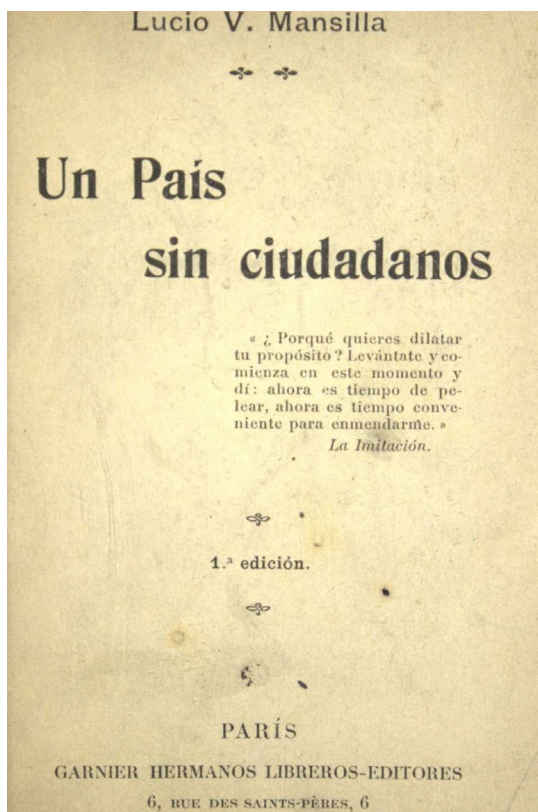 Lucio V. Mansilla
Un País
sin ciudadanos
« ¿ Porqué quieres dilatar
tu propósito ? Levántate y co-
mienza en este momento y
dí : ahora es tiempo de pe-
lear, ahora es tiempo conve-
niente para enmendarme. »
La Imitación.
1.ª edición.
PARÍS
GARNIER HERMANOS LIBREROS-EDITORES
6, RUE DES SAINTS-PÈRES, 6